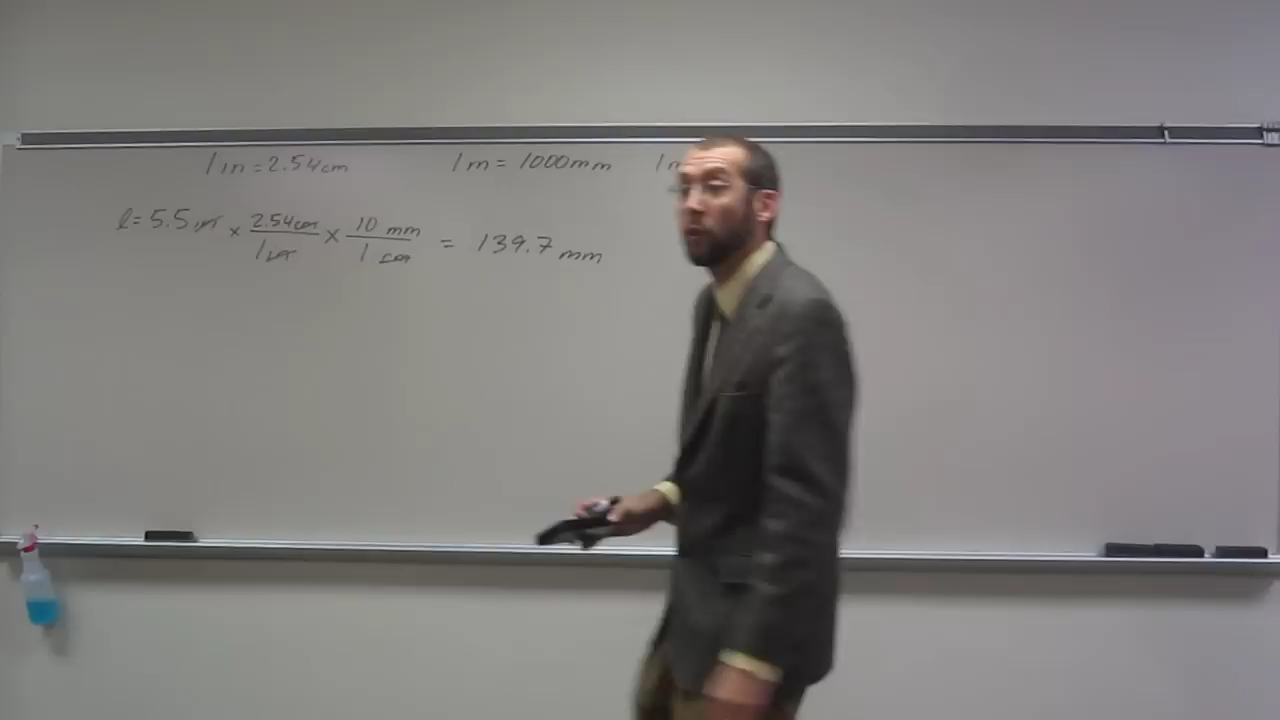 1 in = 2.54 cm 1 m = 1000 mm 1
l = 5.5 in × 2.54 cm / 1 in × 10 mm / 1 cm = 139.7 mm